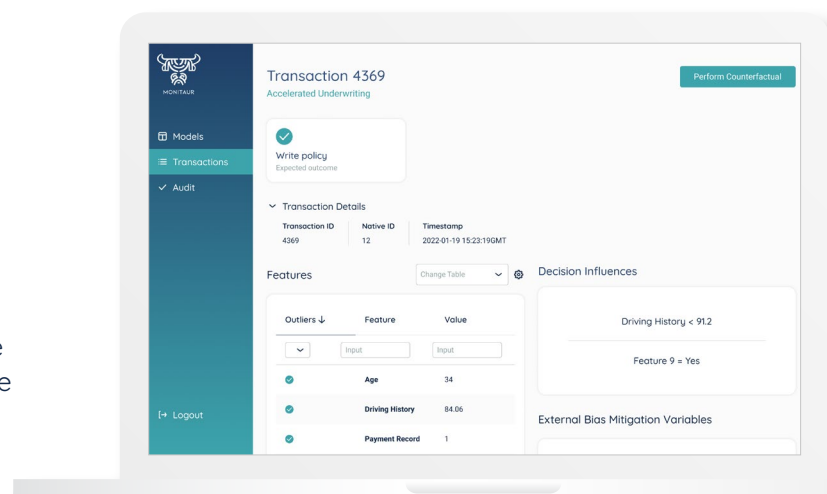 MONITAUR
Models
Transactions
Audit
Logout
Transaction 4369
Accelerated Underwriting
Perform Counterfactual
Write policy
Expected outcome
Transaction Details
Transaction ID Native ID Timestamp
4369 12 2022-01-19 15:23:19GMT
Features
Change Table
Outliers ↓ Feature Value
Input Input
Age 34
Driving History 84.06
Payment Record 1
Decision Influences
Driving History < 91.2
Feature 9 = Yes
External Bias Mitigation Variables
e
e